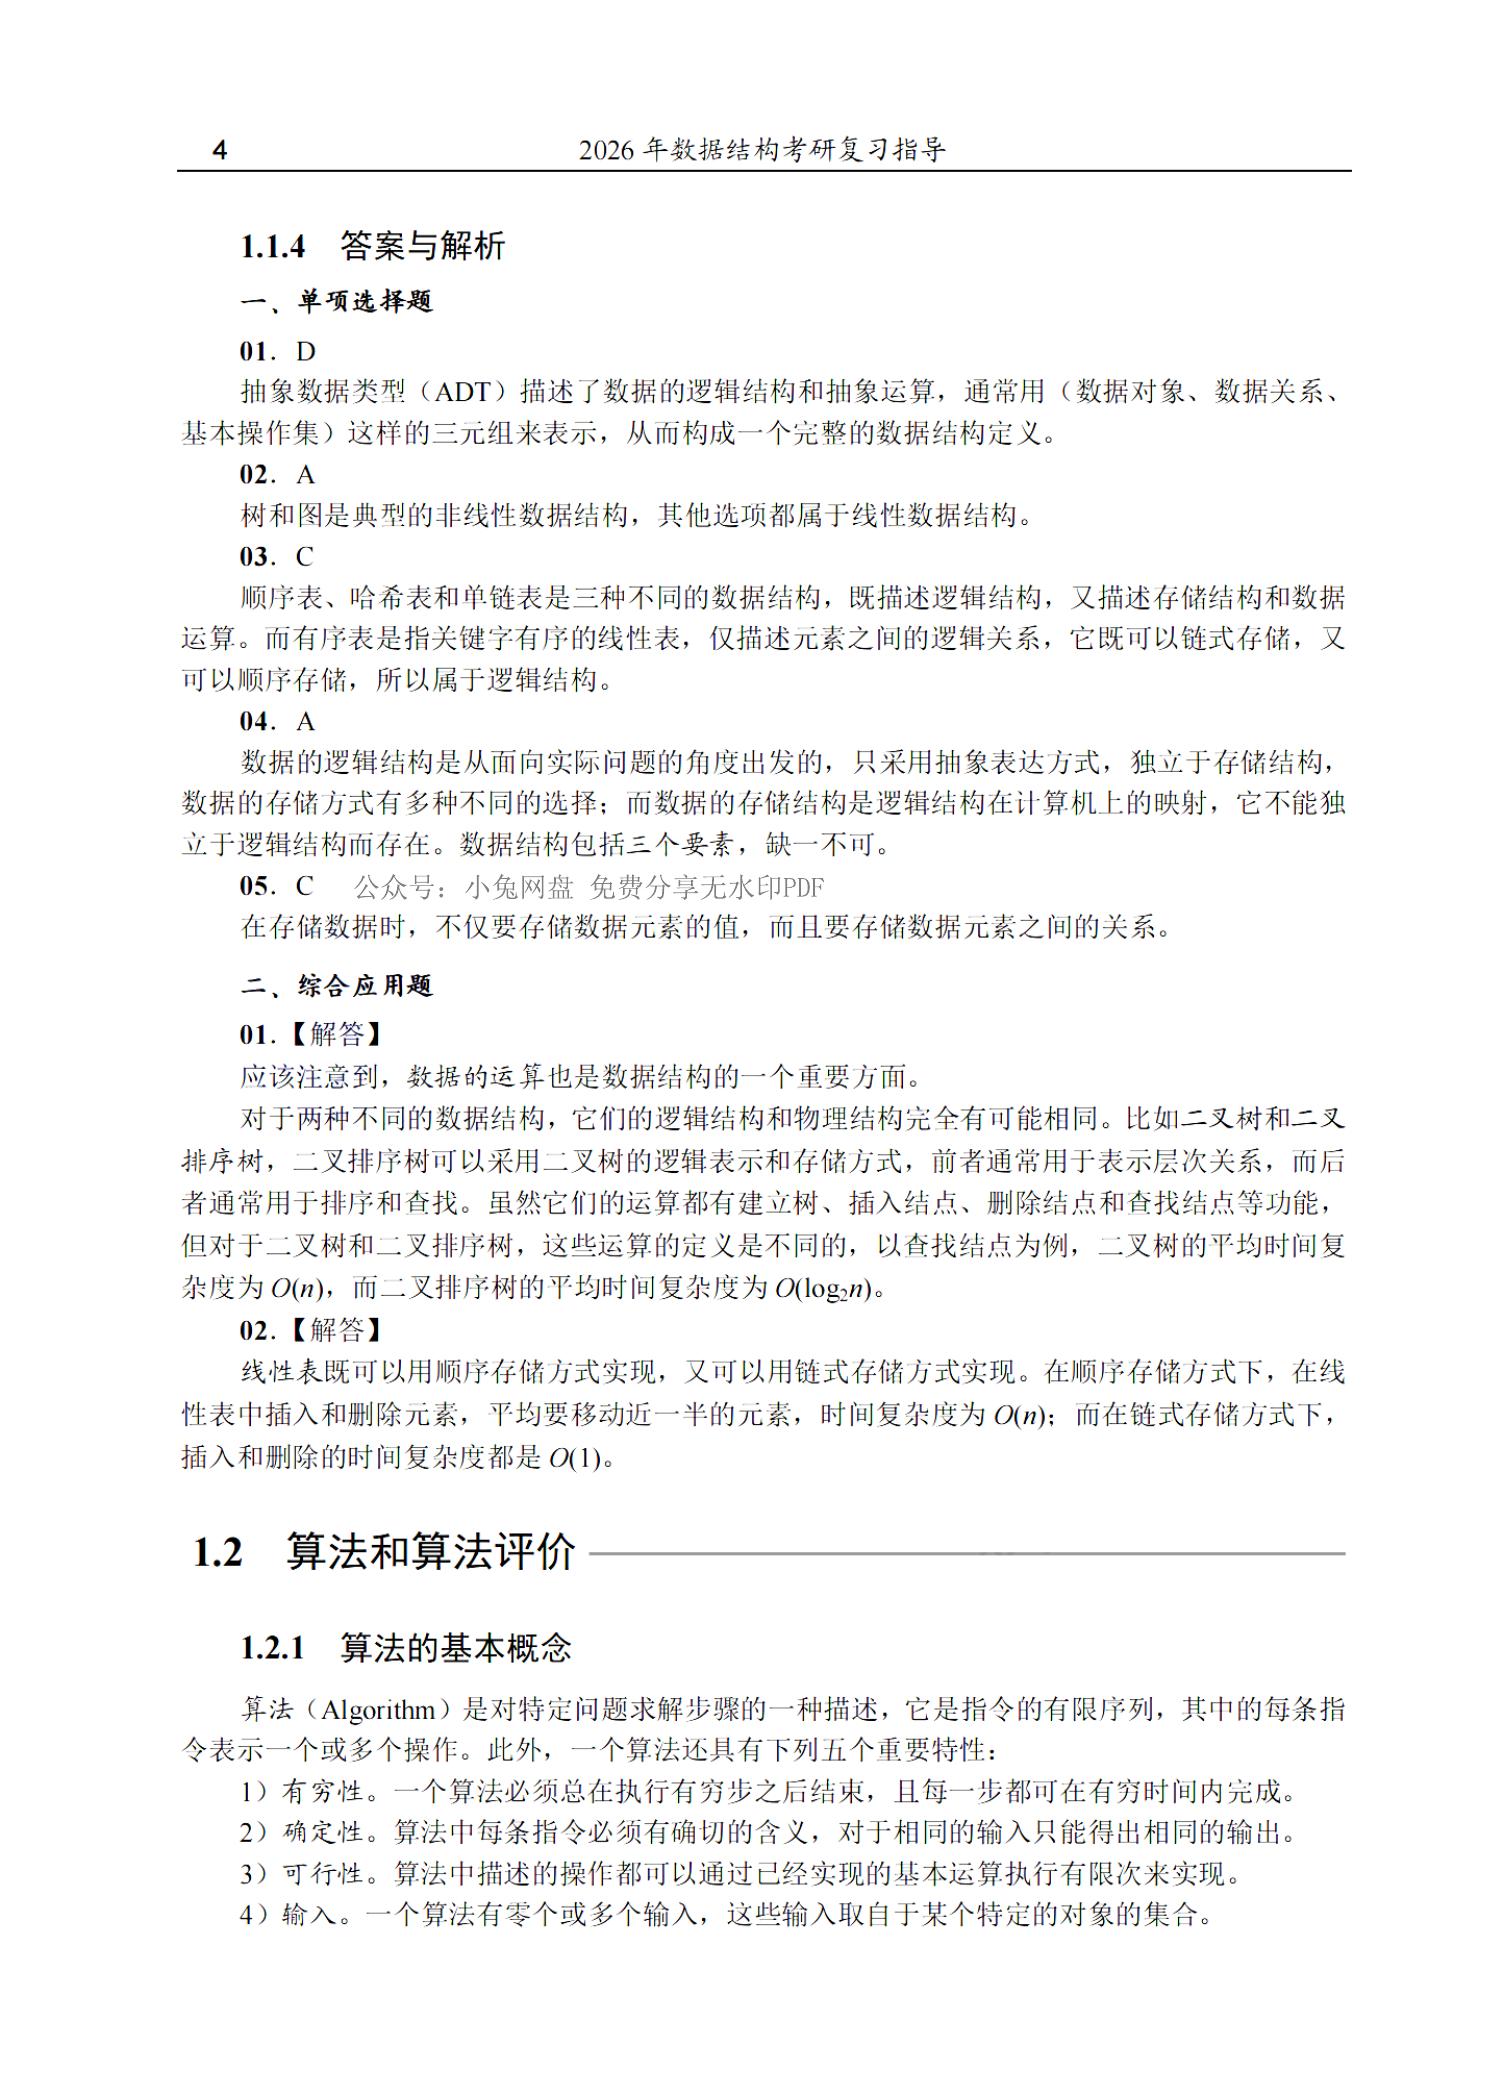 4 2026 年数据结构考研复习指导
1.1.4 答案与解析
一、单项选择题
01. D
抽象数据类型（ADT）描述了数据的逻辑结构和抽象运算，通常用（数据对象、数据关系、
基本操作集）这样的三元组来表示，从而构成一个完整的数据结构定义。
02. A
树和图是典型的非线性数据结构，其他选项都属于线性数据结构。
03. C
顺序表、哈希表和单链表是三种不同的数据结构，既描述逻辑结构，又描述存储结构和数据
运算。而有序表是指关键字有序的线性表，仅描述元素之间的逻辑关系，它既可以链式存储，又
可以顺序存储，所以属于逻辑结构。
04. A
数据的逻辑结构是从面向实际问题的角度出发的，只采用抽象表达方式，独立于存储结构，
数据的存储方式有多种不同的选择；而数据的存储结构是逻辑结构在计算机上的映射，它不能独
立于逻辑结构而存在。数据结构包括三个要素，缺一不可。
05. C 公众号：小兔网盘 免费分享无水印PDF
在存储数据时，不仅要存储数据元素的值，而且要存储数据元素之间的关系。
二、综合应用题
01.【解答】
应该注意到，数据的运算也是数据结构的一个重要方面。
对于两种不同的数据结构，它们的逻辑结构和物理结构完全有可能相同。比如二叉树和二叉
排序树，二叉排序树可以采用二叉树的逻辑表示和存储方式，前者通常用于表示层次关系，而后
者通常用于排序和查找。虽然它们的运算都有建立树、插入结点、删除结点和查找结点等功能，
但对于二叉树和二叉排序树，这些运算的定义是不同的，以查找结点为例，二叉树的平均时间复
杂度为 O(n)，而二叉排序树的平均时间复杂度为 O(log₂n)。
02.【解答】
线性表既可以用顺序存储方式实现，又可以用链式存储方式实现。在顺序存储方式下，在线
性表中插入和删除元素，平均要移动近一半的元素，时间复杂度为 O(n)；而在链式存储方式下，
插入和删除的时间复杂度都是 O(1)。
1.2 算法和算法评价
1.2.1 算法的基本概念
算法（Algorithm）是对特定问题求解步骤的一种描述，它是指令的有限序列，其中的每条指
令表示一个或多个操作。此外，一个算法还具有下列五个重要特性：
1）有穷性。一个算法必须总在执行有穷步之后结束，且每一步都可在有穷时间内完成。
2）确定性。算法中每条指令必须有确切的含义，对于相同的输入只能得出相同的输出。
3）可行性。算法中描述的操作都可以通过已经实现的基本运算执行有限次来实现。
4）输入。一个算法有零个或多个输入，这些输入取自于某个特定的对象的集合。